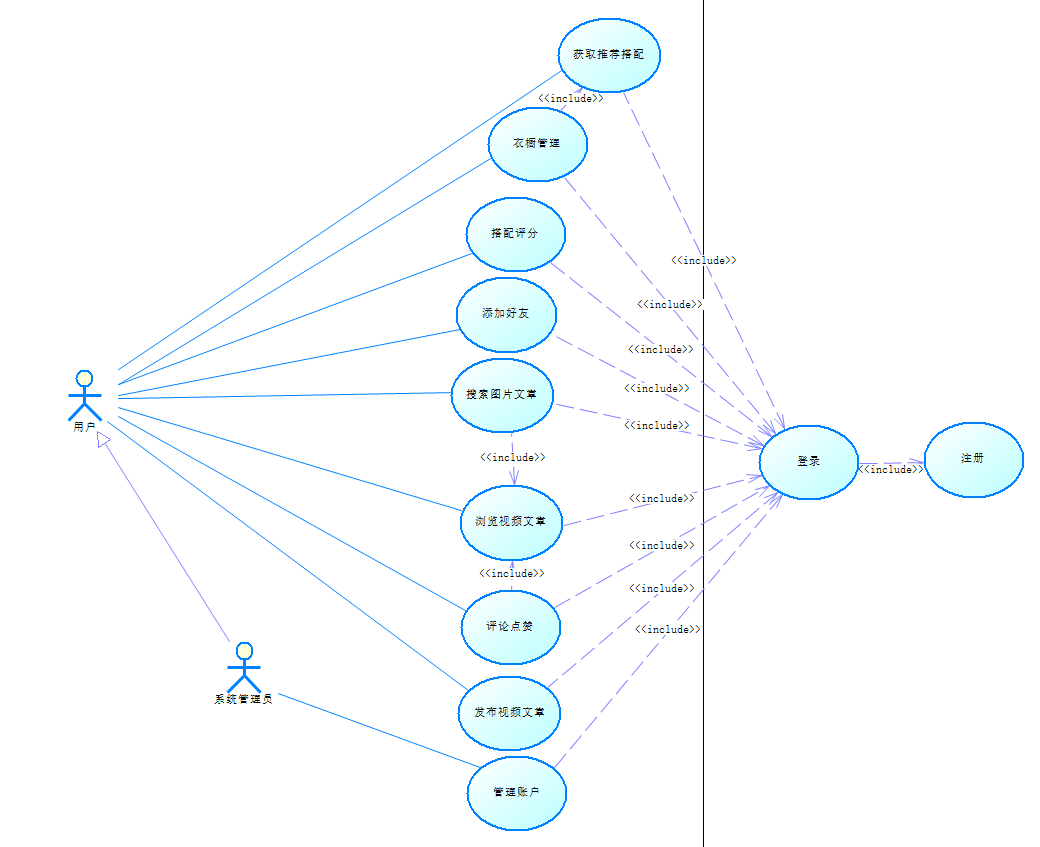 获取推荐搭配
<<include>>
衣橱管理
搭配评分
<<include>>
<<include>>
添加好友
<<include>>
<<include>>
搜索图片文章
用户
<<include>>
<<include>>
登录
注册
<<include>>
<<include>>
浏览视频文章
<<include>>
<<include>>
<<include>>
评论点赞
<<include>>
系统管理员
发布视频文章
管理账户